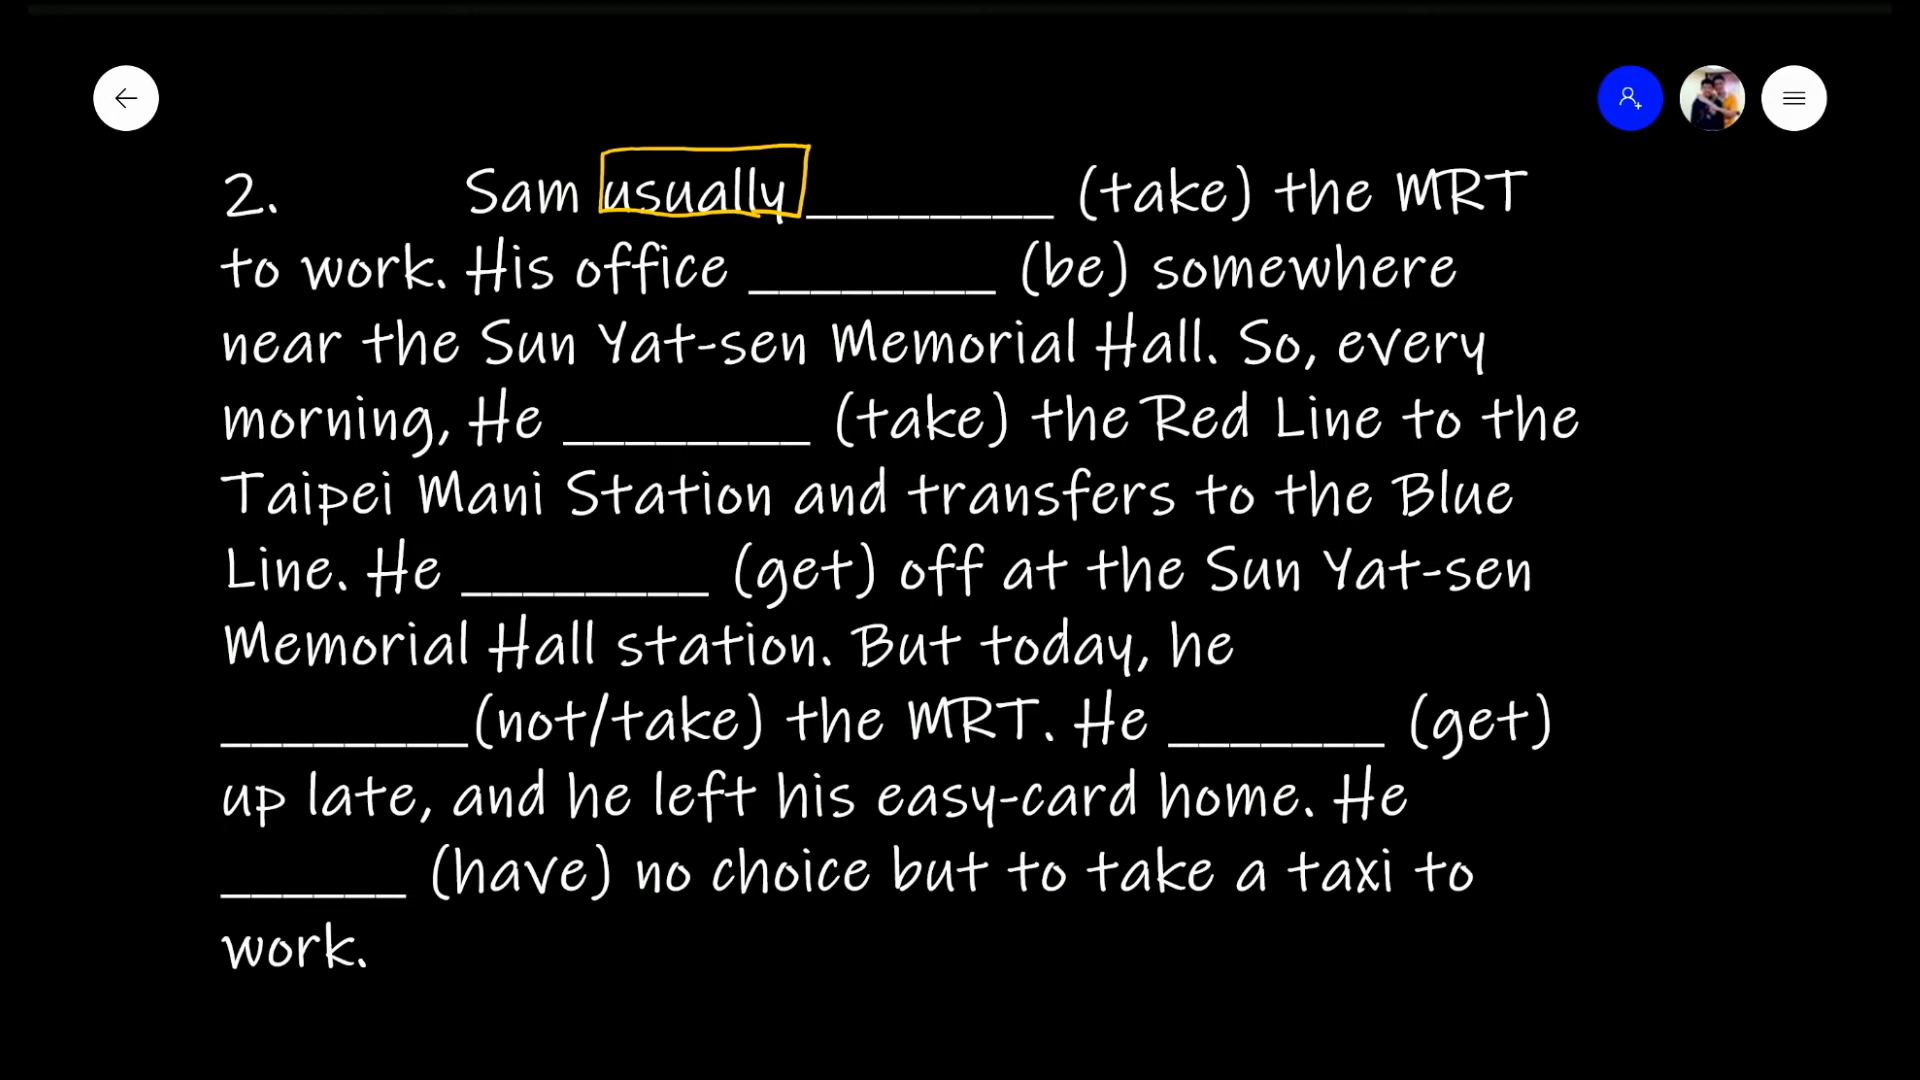 2. Sam usually ________ (take) the MRT
to work. His office ________ (be) somewhere
near the Sun Yat-sen Memorial Hall. So, every
morning, He ________ (take) the Red Line to the
Taipei Mani Station and transfers to the Blue
Line. He ________ (get) off at the Sun Yat-sen
Memorial Hall station. But today, he
________(not/take) the MRT. He _______ (get)
up late, and he left his easy-card home. He
______ (have) no choice but to take a taxi to
work.